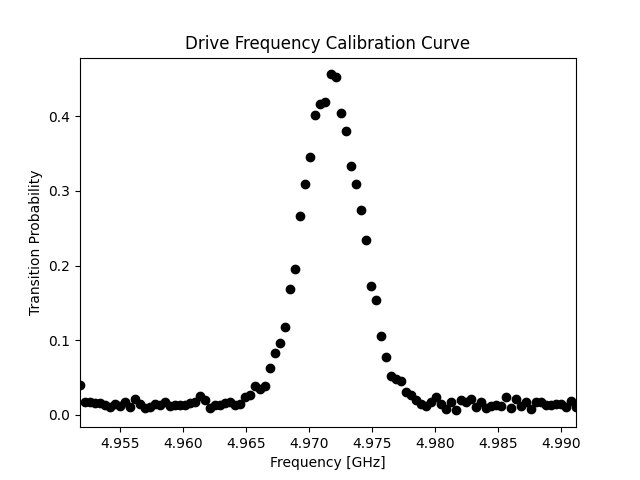 Drive Frequency Calibration Curve
Transition Probability
0.4
0.3
0.2
0.1
0.0
4.955 4.960 4.965 4.970 4.975 4.980 4.985 4.990
Frequency [GHz]